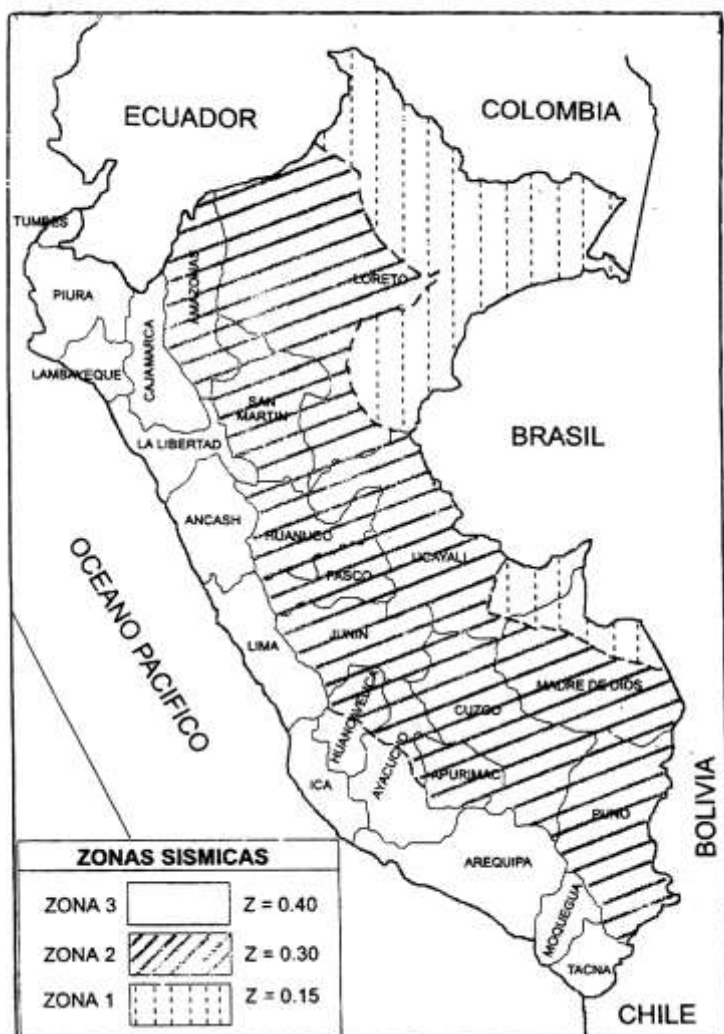 ECUADOR
COLOMBIA
TUMBES
PIURA
AMAZONAS
LORETO
LAMBAYEQUE
CAJAMARCA
SAN
MARTIN
BRASIL
LA LIBERTAD
ANCASH
HUANUCO
UCAYALI
PASCO
OCEANO PACIFICO
LIMA
JUNIN
MADRE DE DIOS
CUZCO
HUANCAVELICA
AYACUCHO
APURIMAC
ICA
PUNO
BOLIVIA
AREQUIPA
MOQUEGUA
TACNA
CHILE
ZONAS SISMICAS
ZONA 3 Z = 0.40
ZONA 2 Z = 0.30
ZONA 1 Z = 0.15